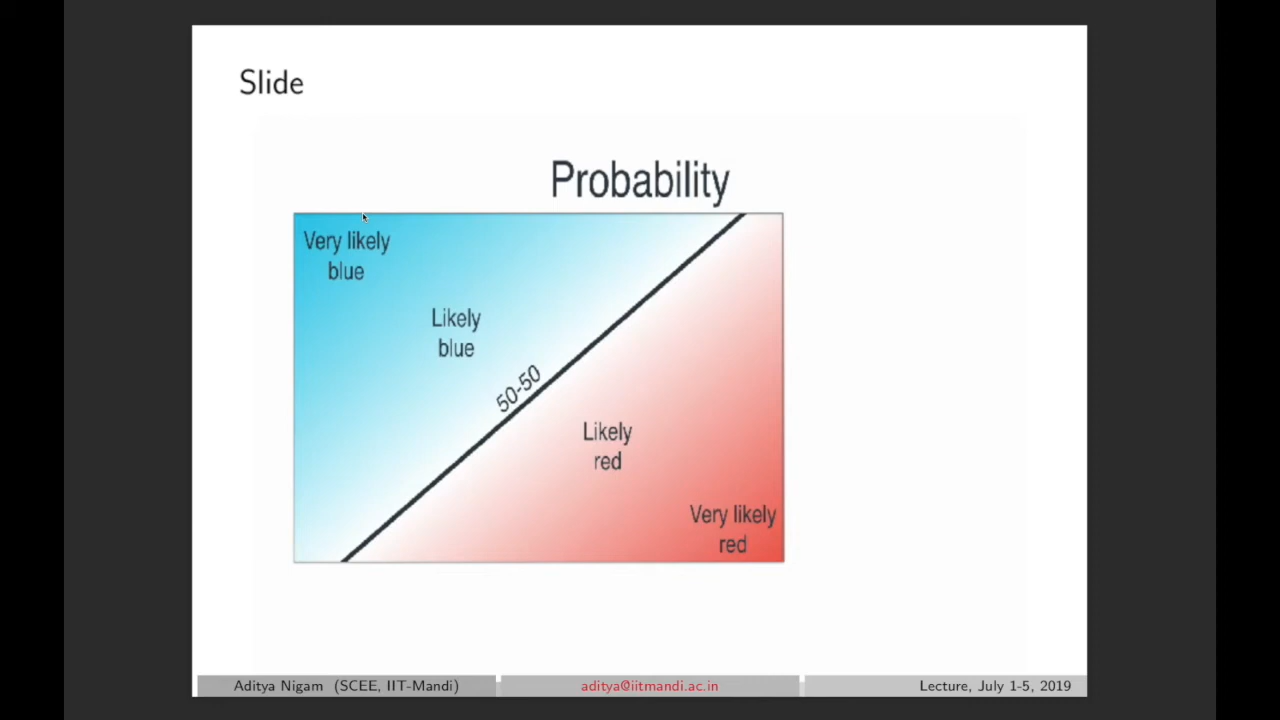 Slide
Probability
Very likely
blue
Likely
blue
50-50
Likely
red
Very likely
red
Aditya Nigam (SCEE, IIT-Mandi)
aditya@iitmandi.ac.in
Lecture, July 1-5, 2019